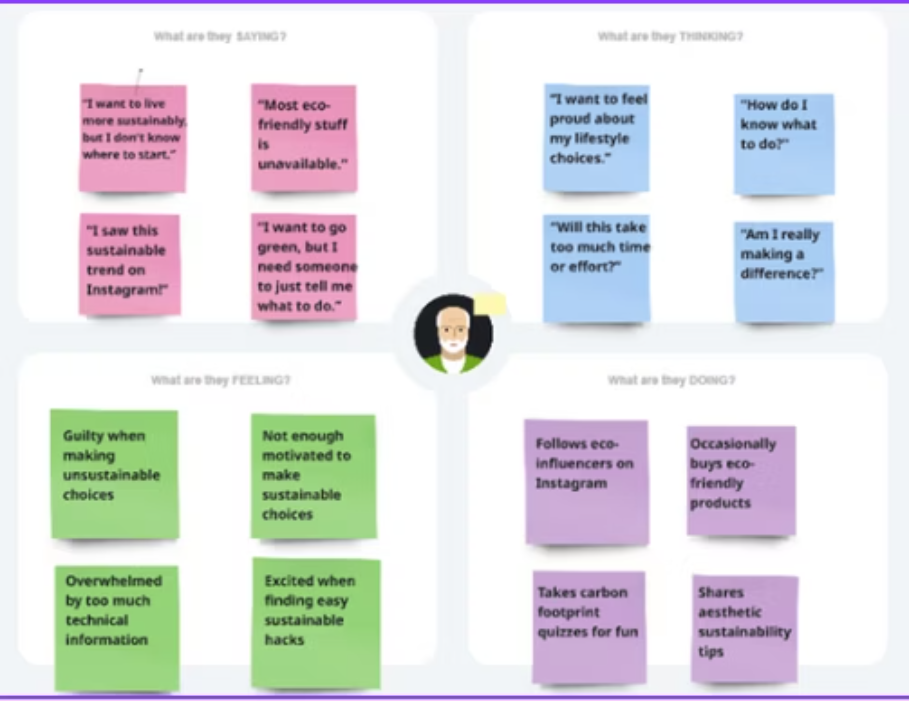 What are they SAYING?
"I want to live
more sustainably,
but I don't know
where to start."
"Most eco-
friendly stuff
is
unavailable."
"I saw this
sustainable
trend on
Instagram!"
"I want to go
green, but I
need someone
to just tell me
what to do."
What are they THINKING?
"I want to feel
proud about
my lifestyle
choices."
"How do I
know what
to do?"
"Will this take
too much time
or effort?"
"Am I really
making a
difference?"
What are they FEELING?
Guilty when
making
unsustainable
choices
Not enough
motivated to
make
sustainable
choices
Overwhelmed
by too much
technical
information
Excited when
finding easy
sustainable
hacks
What are they DOING?
Follows eco-
influencers on
Instagram
Occasionally
buys eco-
friendly
products
Takes carbon
footprint
quizzes for fun
Shares
aesthetic
sustainability
tips